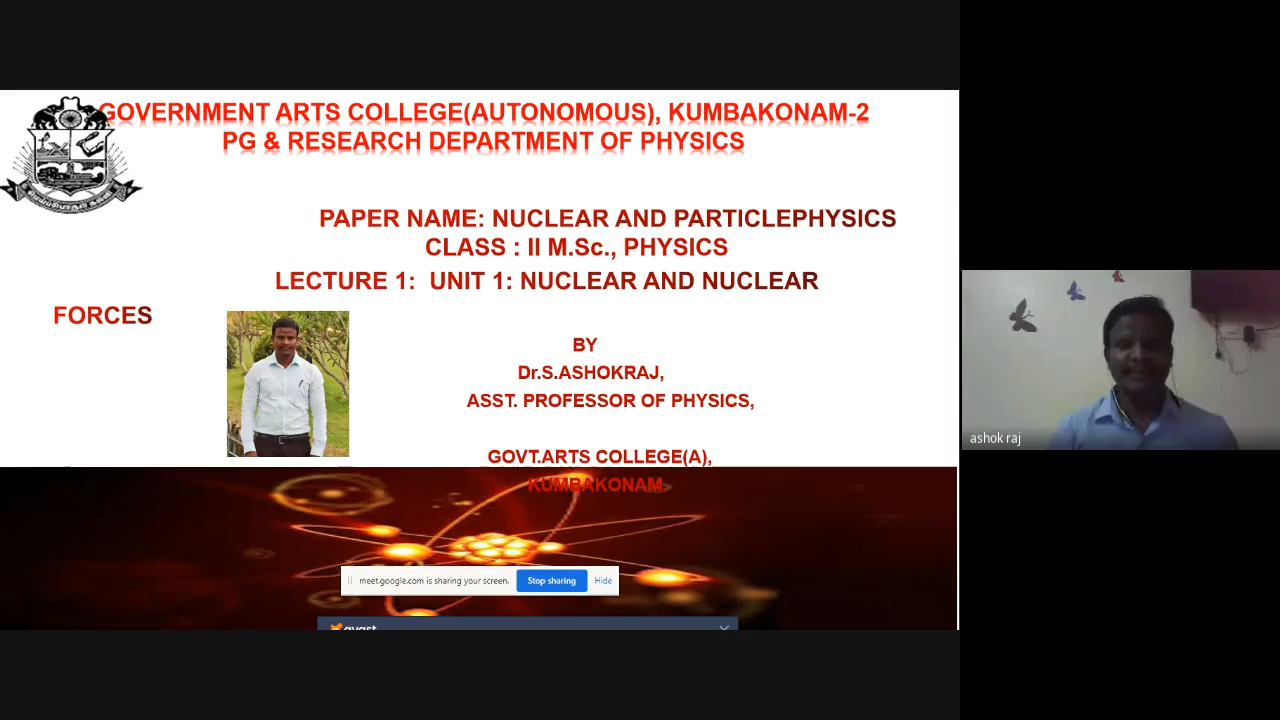 GOVERNMENT ARTS COLLEGE(AUTONOMOUS), KUMBAKONAM-2
PG & RESEARCH DEPARTMENT OF PHYSICS
PAPER NAME: NUCLEAR AND PARTICLEPHYSICS
CLASS : II M.Sc., PHYSICS
LECTURE 1: UNIT 1: NUCLEAR AND NUCLEAR
FORCES
BY
Dr.S.ASHOKRAJ,
ASST. PROFESSOR OF PHYSICS,
GOVT.ARTS COLLEGE(A),
KUMBAKONAM
meet.google.com is sharing your screen.
Stop sharing
Hide
avast
ashok raj